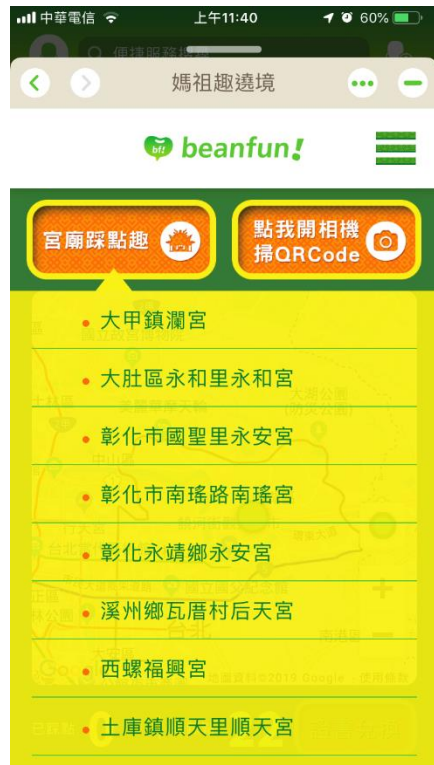 中華電信
上午11:40
60%
便捷服務
媽祖趣遶境
bf!
beanfun!
宮廟踩點趣
點我開相機
掃QRCode
大甲鎮瀾宮
大肚區永和里永和宮
彰化市國聖里永安宮
彰化市南瑤路南瑤宮
彰化永靖鄉永安宮
溪州鄉瓦厝村后天宮
西螺福興宮
土庫鎮順天里順天宮